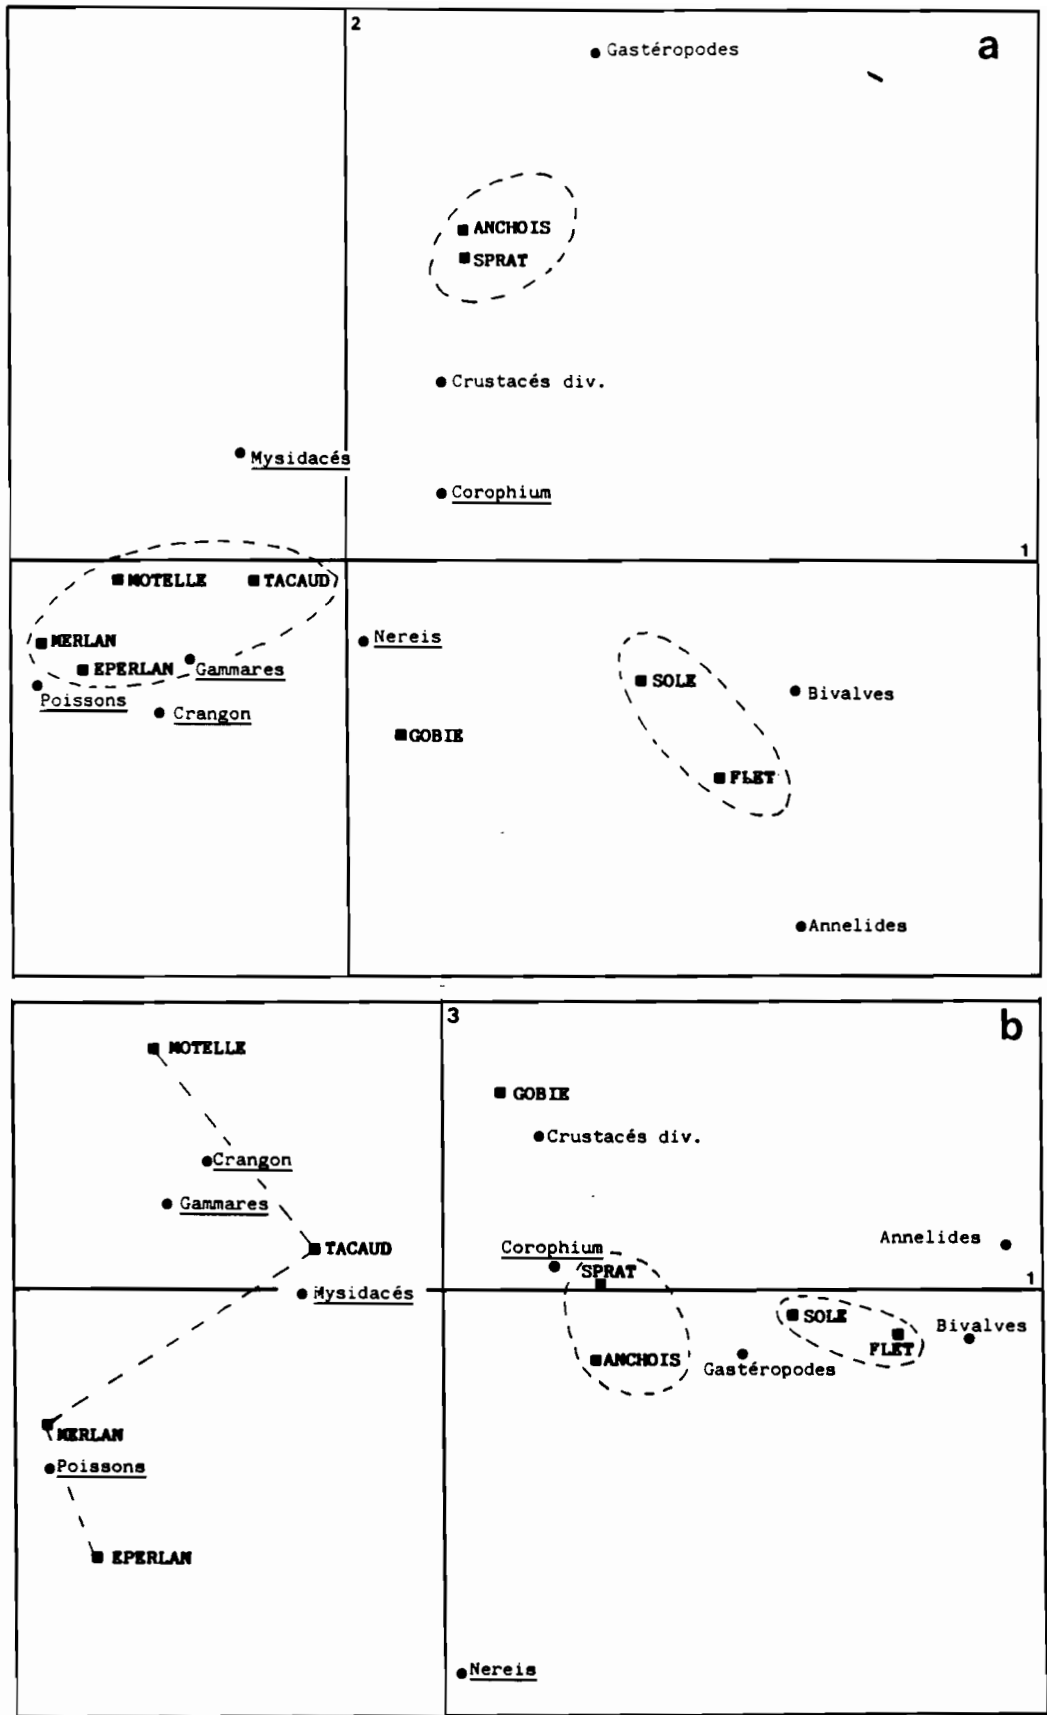 2
a
Gastéropodes
ANCHOIS
SPRAT
Crustacés div.
Mysidacés
Corophium
1
MOTELLE
TACAUD
Nereis
MERLAN
EPERLAN
Gammares
SOLE
Poissons
Bivalves
Crangon
GOBIE
FLET
Annelides
3
b
MOTELLE
GOBIE
Crustacés div.
Crangon
Gammares
TACAUD
Corophium
Annelides
SPRAT
1
Mysidacés
SOLE
Bivalves
FLET
ANCHOIS
Gastéropodes
MERLAN
Poissons
EPERLAN
Nereis